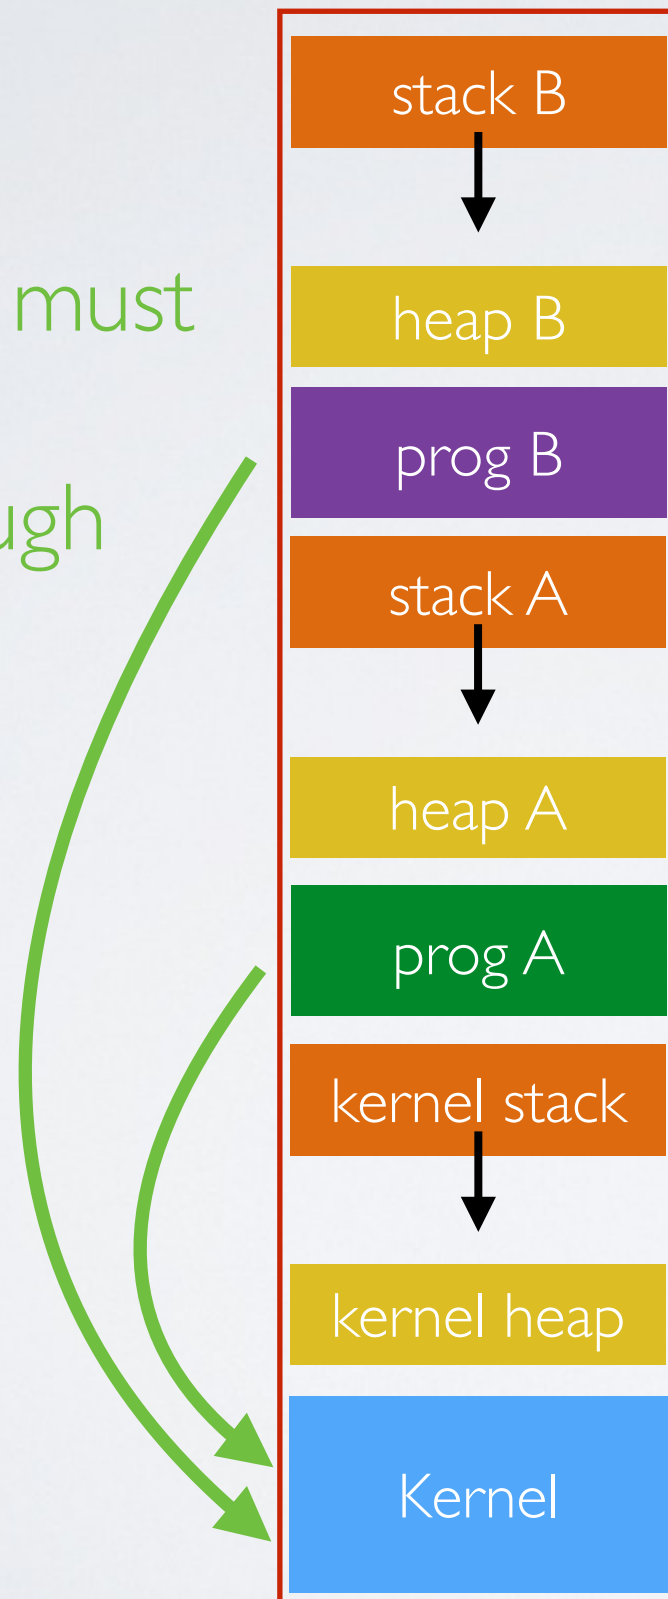 stack B
must
heap B
prog B
stack A
heap A
prog A
kernel stack
kernel heap
Kernel